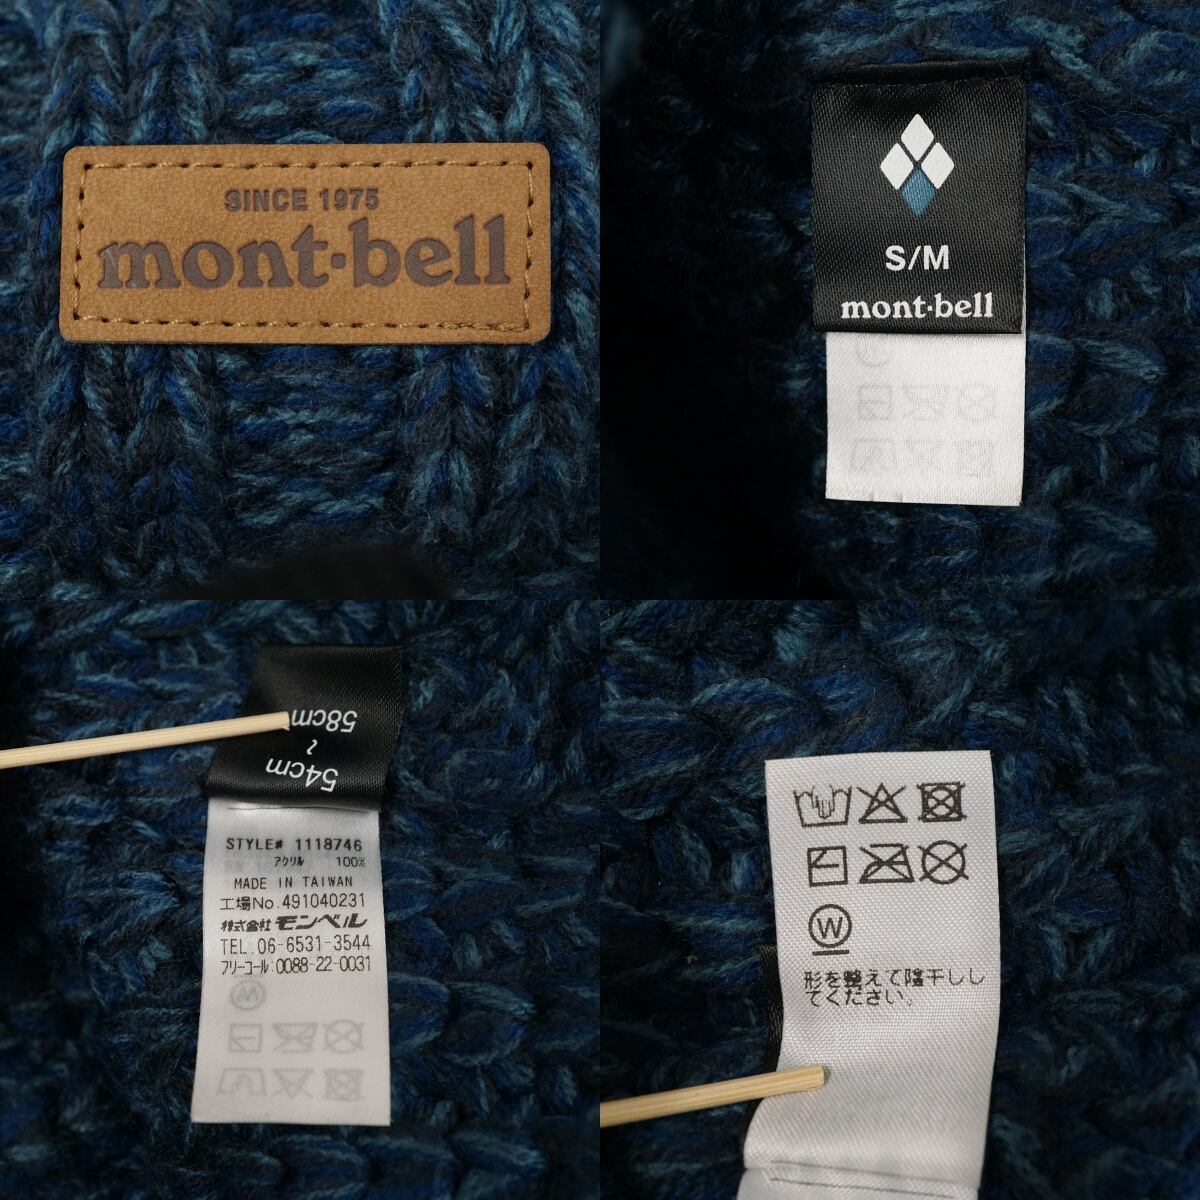 SINCE 1975
mont·bell
S/M
mont·bell
58cm
~
54cm
STYLE# 1118746
アクリル 100%
MADE IN TAIWAN
工場No.491040231
株式会社 モンベル
TEL.06-6531-3544
フリーコール:0088-22-0031
W
形を整えて陰干しし
てください。